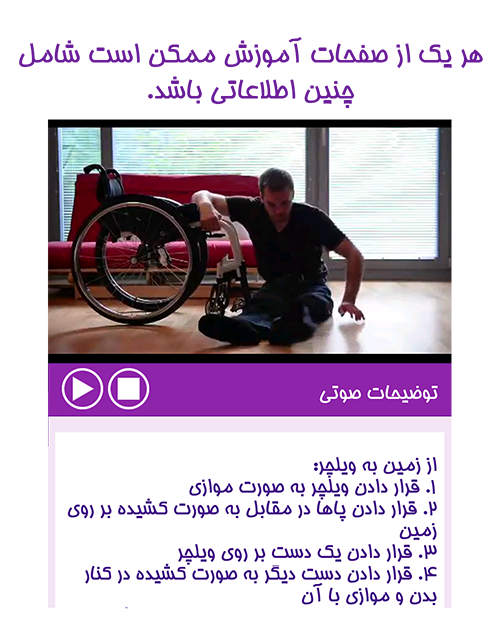 هر یک از صفحات آموزش ممکن است شامل
چنین اطلاعاتی باشد.
توضیحات صوتی
از زمین به ویلچر:
۱. قرار دادن ویلچر به صورت موازی
۲. قرار دادن پاها در مقابل به صورت کشیده بر روی
زمین
۳. قرار دادن یک دست بر روی ویلچر
۴. قرار دادن دست دیگر به صورت کشیده در کنار
بدن و موازی با آن